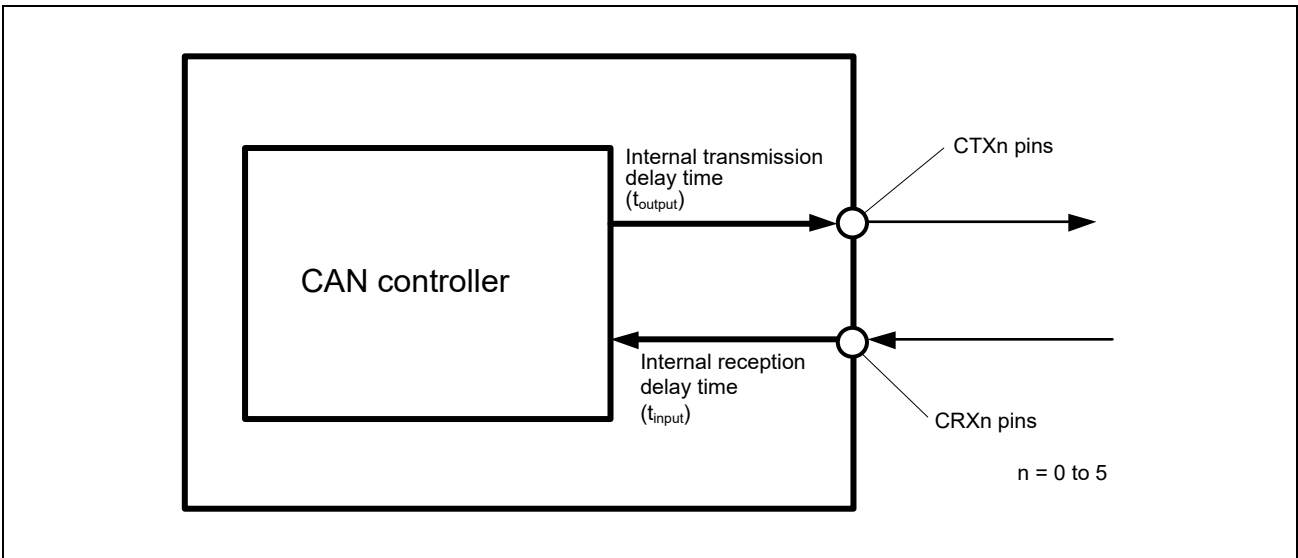 Internal transmission
delay time
(toutput)
CTXn pins
CAN controller
Internal reception
delay time
(tinput)
CRXn pins
n = 0 to 5